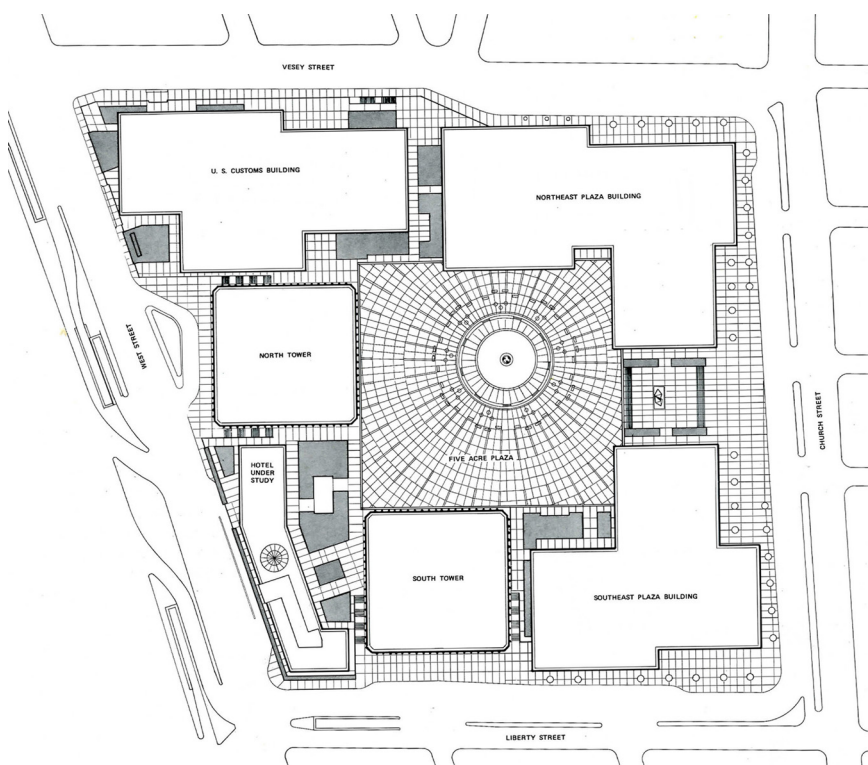 VESEY STREET
U. S. CUSTOMS BUILDING
NORTHEAST PLAZA BUILDING
WEST STREET
NORTH TOWER
CHURCH STREET
FIVE ACRE PLAZA
HOTEL
UNDER
STUDY
SOUTH TOWER
SOUTHEAST PLAZA BUILDING
LIBERTY STREET